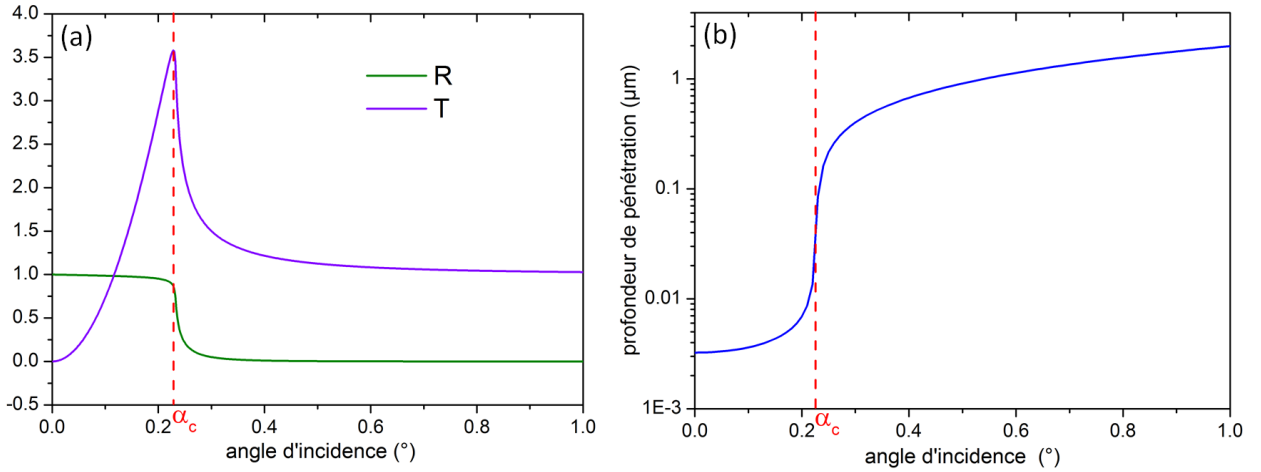 (a)
R
T
4.0
3.5
3.0
2.5
2.0
1.5
1.0
0.5
0.0
-0.5
0.0
0.2
0.4
0.6
0.8
1.0
αc
angle d'incidence (°)
(b)
profondeur de pénétration (µm)
1
0.1
0.01
1E-3
0.0
0.2
0.4
0.6
0.8
1.0
αc
angle d'incidence (°)